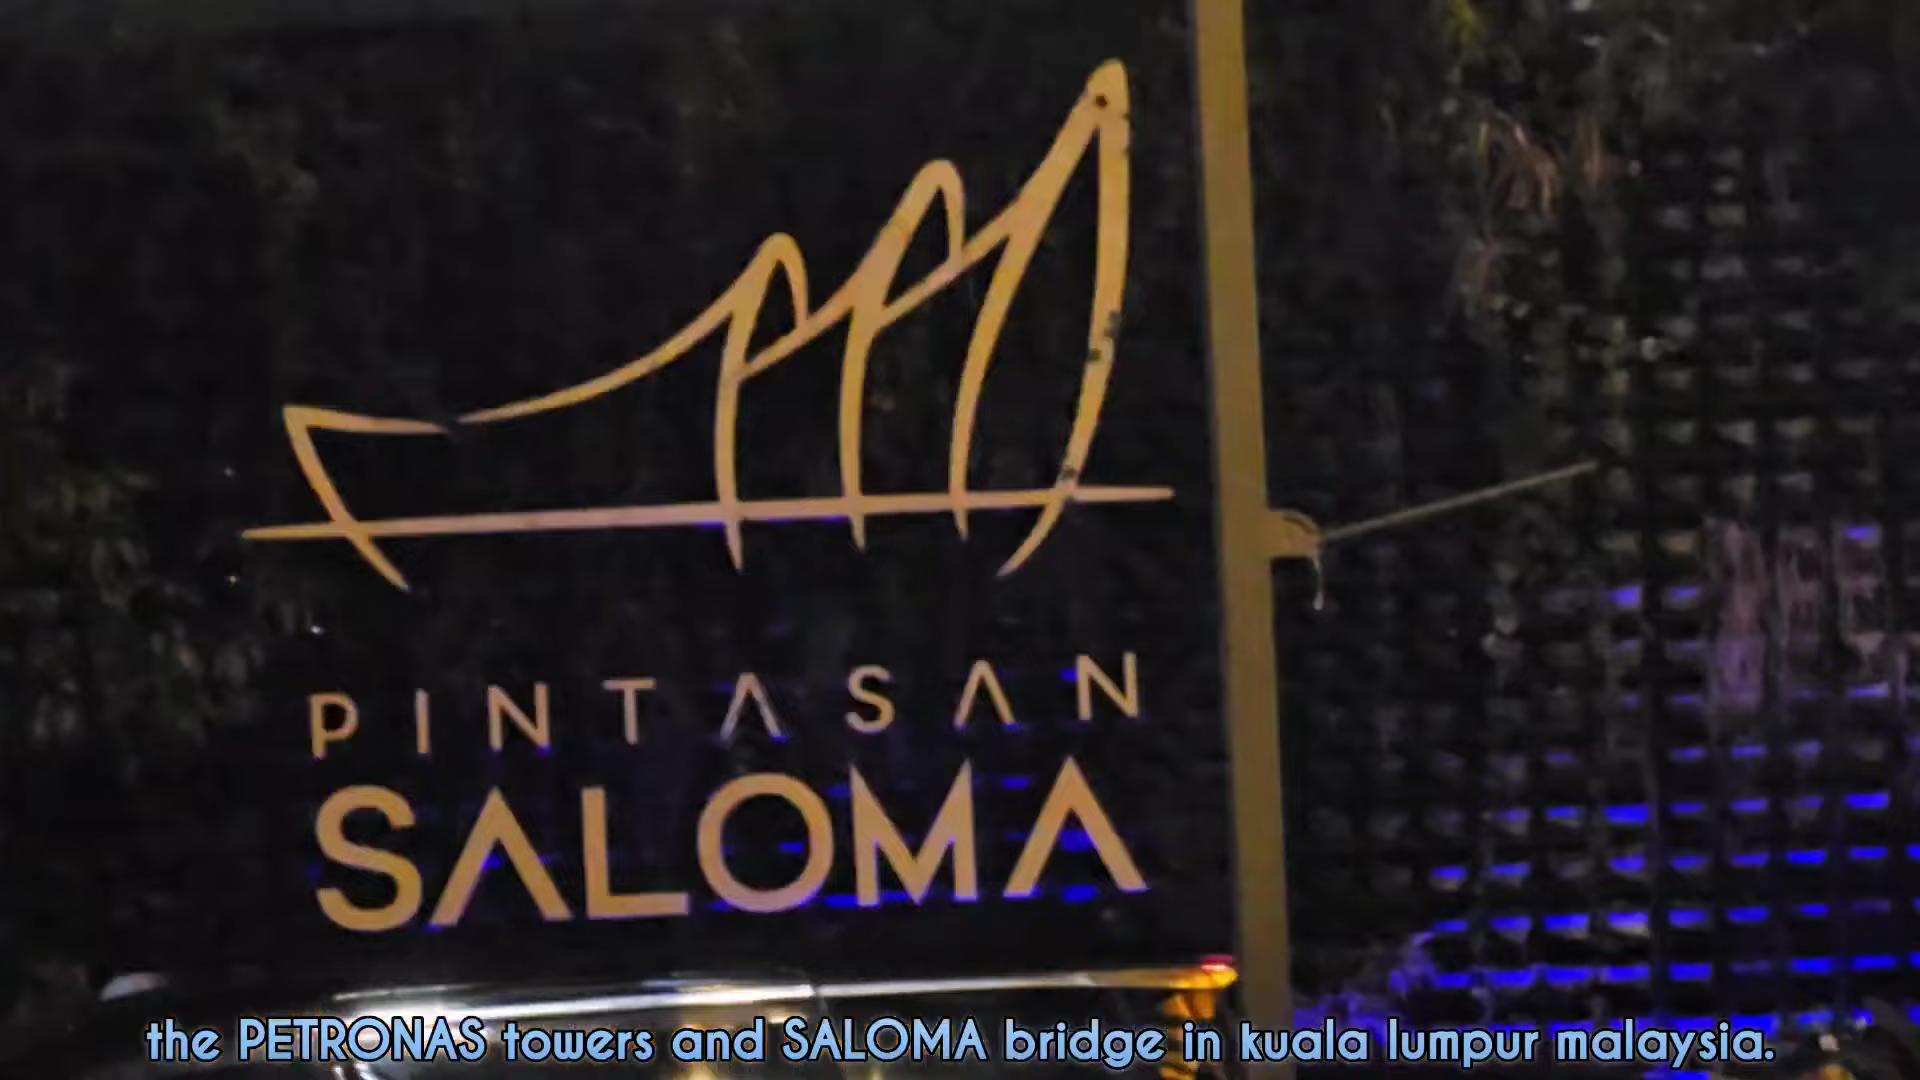 PINTASAN
SALOMA
the PETRONAS towers and SALOMA bridge in kuala lumpur malaysia.